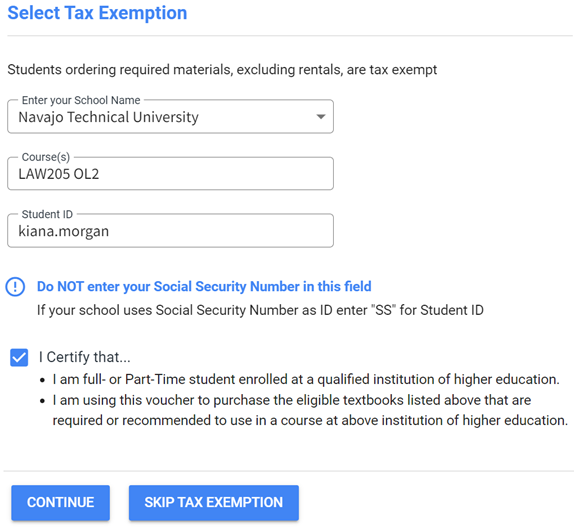 Select Tax Exemption
Students ordering required materials, excluding rentals, are tax exempt
Enter your School Name
Navajo Technical University
Course(s)
LAW205 OL2
Student ID
kiana.morgan
Do NOT enter your Social Security Number in this field
If your school uses Social Security Number as ID enter "SS" for Student ID
I Certify that...
• I am full- or Part-Time student enrolled at a qualified institution of higher education.
• I am using this voucher to purchase the eligible textbooks listed above that are
required or recommended to use in a course at above institution of higher education.
CONTINUE
SKIP TAX EXEMPTION